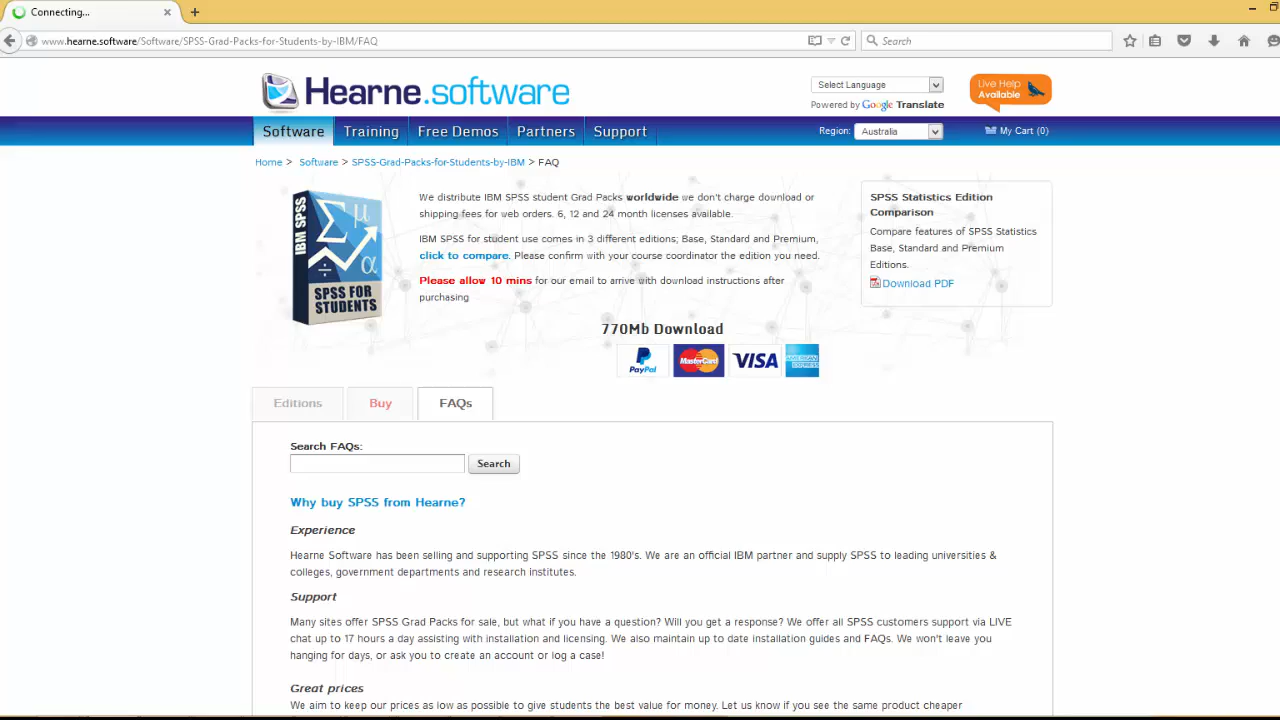 Connecting...
www.hearne.software/Software/SPSS-Grad-Packs-for-Students-by-IBM/FAQ
Search
Hearne.software
Select Language
Powered by Google Translate
Live Help
Available
Software Training Free Demos Partners Support
Region: Australia
My Cart (0)
Home > Software > SPSS-Grad-Packs-for-Students-by-IBM > FAQ
IBM SPSS
Σ μ
÷ α
SPSS FOR
STUDENTS
We distribute IBM SPSS student Grad Packs worldwide we don't charge download or
shipping fees for web orders. 6, 12 and 24 month licenses available.
IBM SPSS for student use comes in 3 different editions; Base, Standard and Premium,
click to compare. Please confirm with your course coordinator the edition you need.
Please allow 10 mins for our email to arrive with download instructions after
purchasing
770Mb Download
PayPal
MasterCard
VISA
AMERICAN EXPRESS
SPSS Statistics Edition
Comparison
Compare features of SPSS Statistics
Base, Standard and Premium
Editions.
Download PDF
Editions Buy FAQs
Search FAQs:
Search
Why buy SPSS from Hearne?
Experience
Hearne Software has been selling and supporting SPSS since the 1980's. We are an official IBM partner and supply SPSS to leading universities &
colleges, government departments and research institutes.
Support
Many sites offer SPSS Grad Packs for sale, but what if you have a question? Will you get a response? We offer all SPSS customers support via LIVE
chat up to 17 hours a day assisting with installation and licensing. We also maintain up to date installation guides and FAQs. We won't leave you
hanging for days, or ask you to create an account or log a case!
Great prices
We aim to keep our prices as low as possible to give students the best value for money. Let us know if you see the same product cheaper